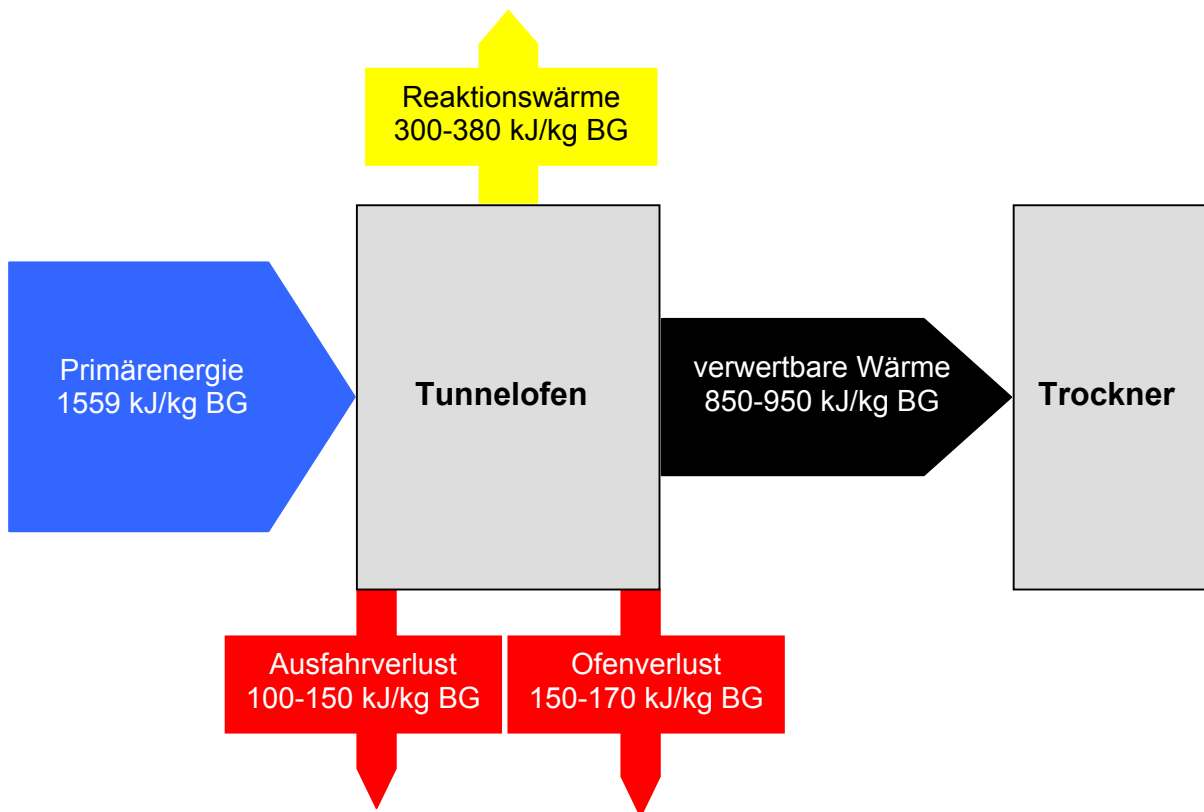 Reaktionswärme
300-380 kJ/kg BG
Primärenergie
1559 kJ/kg BG
Tunnelofen
verwertbare Wärme
850-950 kJ/kg BG
Trockner
Ausfahrverlust
100-150 kJ/kg BG
Ofenverlust
150-170 kJ/kg BG